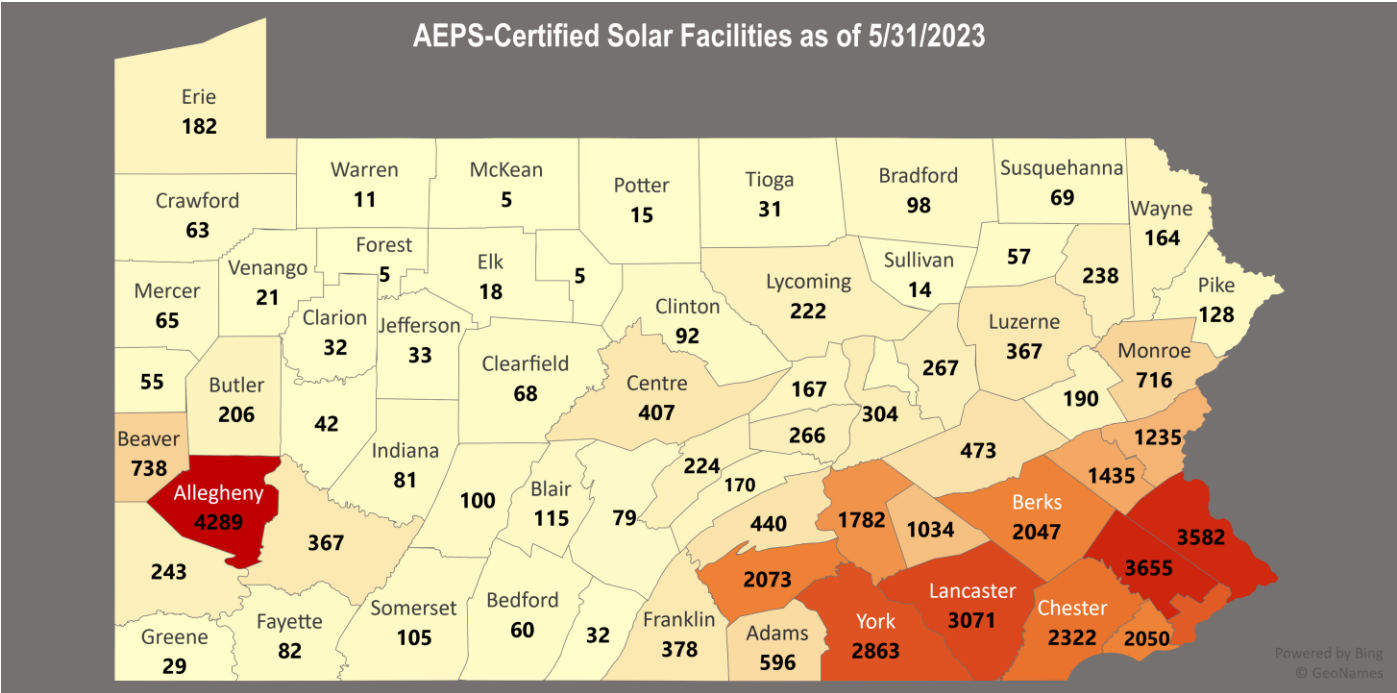 AEPS-Certified Solar Facilities as of 5/31/2023
Erie
182
Warren
11
McKean
5
Potter
15
Tioga
31
Bradford
98
Susquehanna
69
Wayne
164
Crawford
63
Forest
5
Venango
21
Elk
18
5
Mercer
65
Clinton
92
Lycoming
222
Sullivan
14
57
238
Pike
128
Clarion
32
Jefferson
33
Clearfield
68
Luzerne
367
Monroe
716
55
Butler
206
Centre
407
167
267
190
304
42
266
Beaver
738
Indiana
81
473
1235
1435
224
170
Allegheny
4289
100
Blair
115
79
440
1782
1034
Berks
2047
3582
3655
367
243
2073
Lancaster
3071
Chester
2322
2050
Greene
29
Fayette
82
Somerset
105
Bedford
60
32
Franklin
378
Adams
596
York
2863
Powered by Bing
© GeoNames